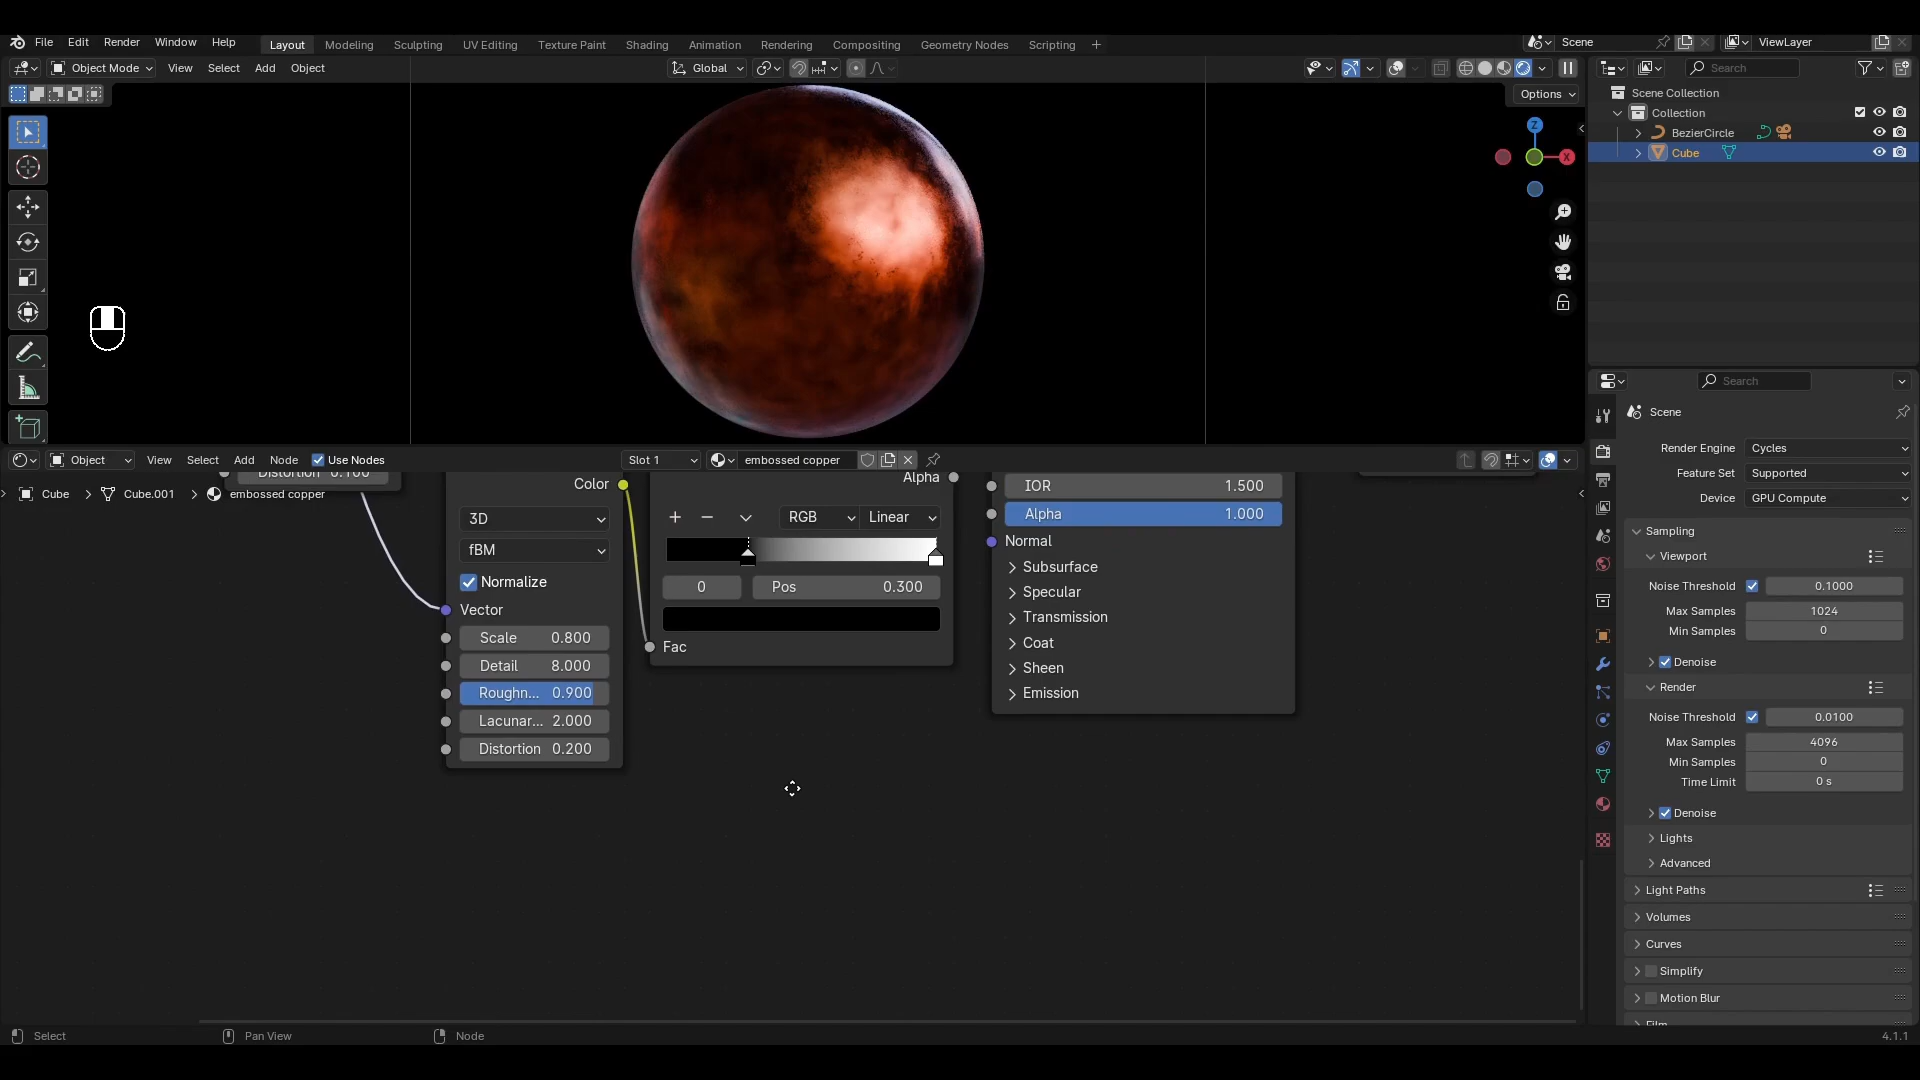 File Edit Render Window Help Layout Modeling Sculpting UV Editing Texture Paint Shading Animation Rendering Compositing Geometry Nodes Scripting + Scene ViewLayer
Object Mode View Select Add Object Global Search
Options
Z
X
Scene Collection
Collection
BezierCircle
Cube
Search
Scene
Render Engine Cycles
Feature Set Supported
Device GPU Compute
Sampling
Viewport
Noise Threshold 0.1000
Max Samples 1024
Min Samples 0
Denoise
Render
Noise Threshold 0.0100
Max Samples 4096
Min Samples 0
Time Limit 0 s
Denoise
Lights
Advanced
Light Paths
Volumes
Curves
Simplify
Motion Blur
Film
Object View Select Add Node Use Nodes Slot 1 embossed copper
Distortion 0.100
Cube Cube.001 embossed copper
Color
3D
fBM
Normalize
Vector
Scale 0.800
Detail 8.000
Roughn... 0.900
Lacunar... 2.000
Distortion 0.200
Alpha
RGB Linear
0 Pos 0.300
Fac
IOR 1.500
Alpha 1.000
Normal
Subsurface
Specular
Transmission
Coat
Sheen
Emission
Select Pan View Node 4.1.1